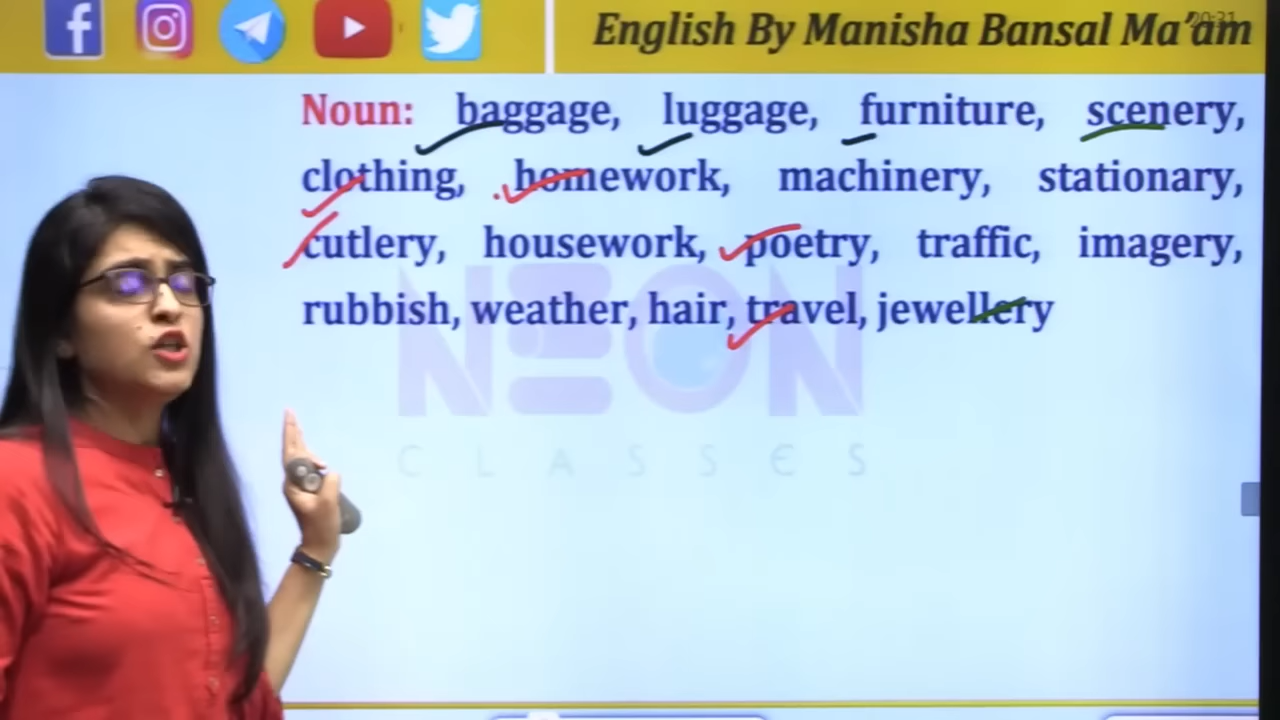 English By Manisha Bansal Ma'am
Noun: baggage, luggage, furniture, scenery,
clothing, homework, machinery, stationary,
cutlery, housework, poetry, traffic, imagery,
rubbish, weather, hair, travel, jewellery
NEON
CLASSES